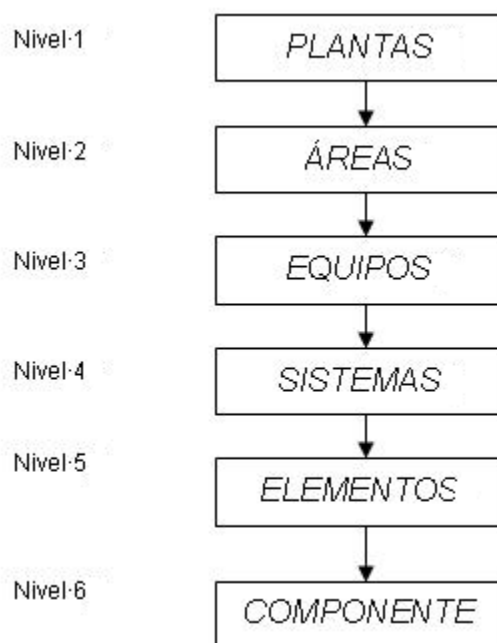 Nivel·1
PLANTAS
Nivel·2
ÁREAS
Nivel·3
EQUIPOS
Nivel·4
SISTEMAS
Nivel·5
ELEMENTOS
Nivel·6
COMPONENTE